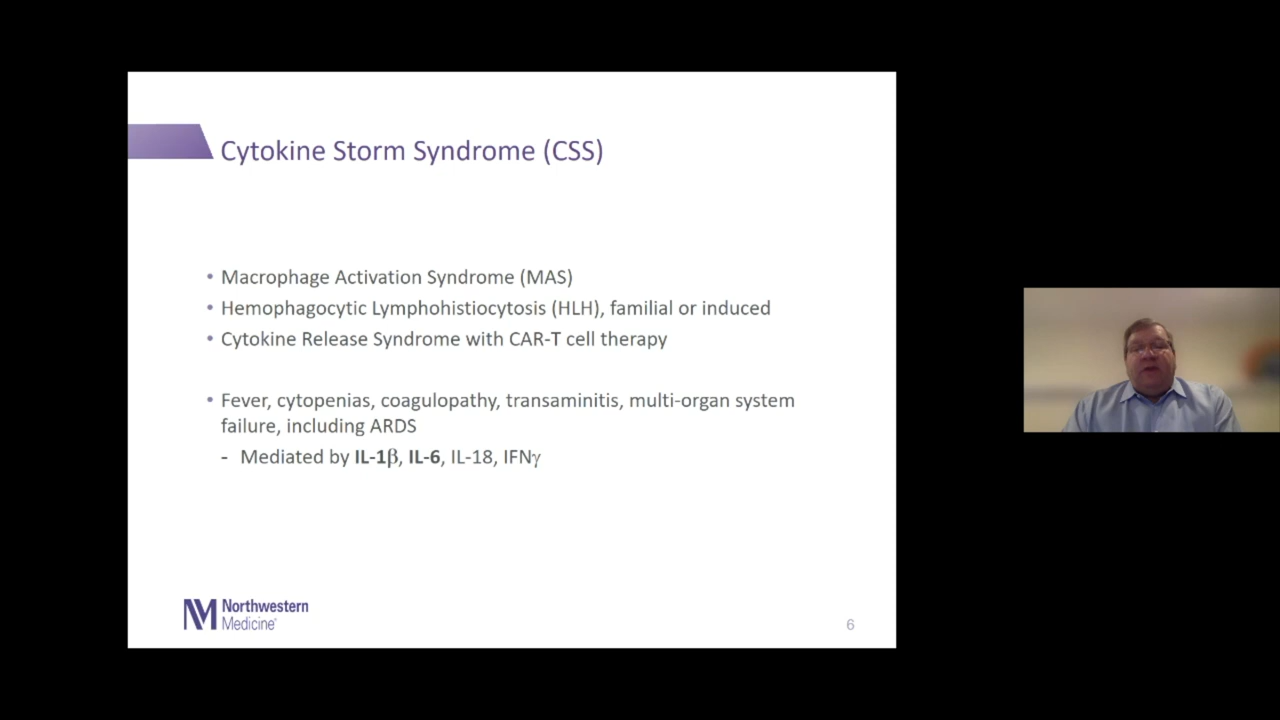 Cytokine Storm Syndrome (CSS)
• Macrophage Activation Syndrome (MAS)
• Hemophagocytic Lymphohistiocytosis (HLH), familial or induced
• Cytokine Release Syndrome with CAR-T cell therapy
• Fever, cytopenias, coagulopathy, transaminitis, multi-organ system
failure, including ARDS
- Mediated by IL-1β, IL-6, IL-18, IFNγ
NM Northwestern
Medicine
6